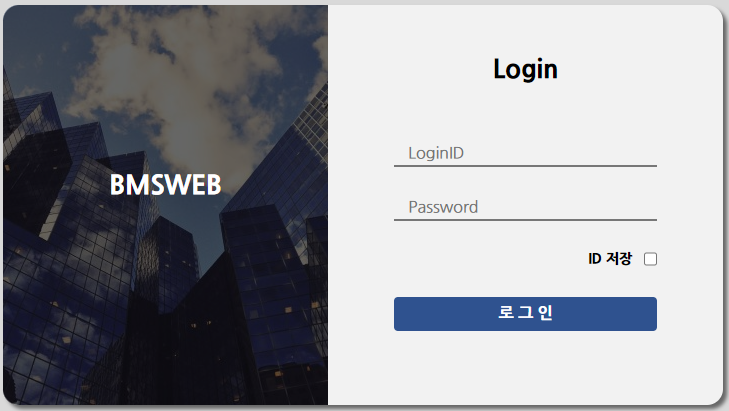 BMSWEB
Login
LoginID
Password
ID 저장
로 그 인